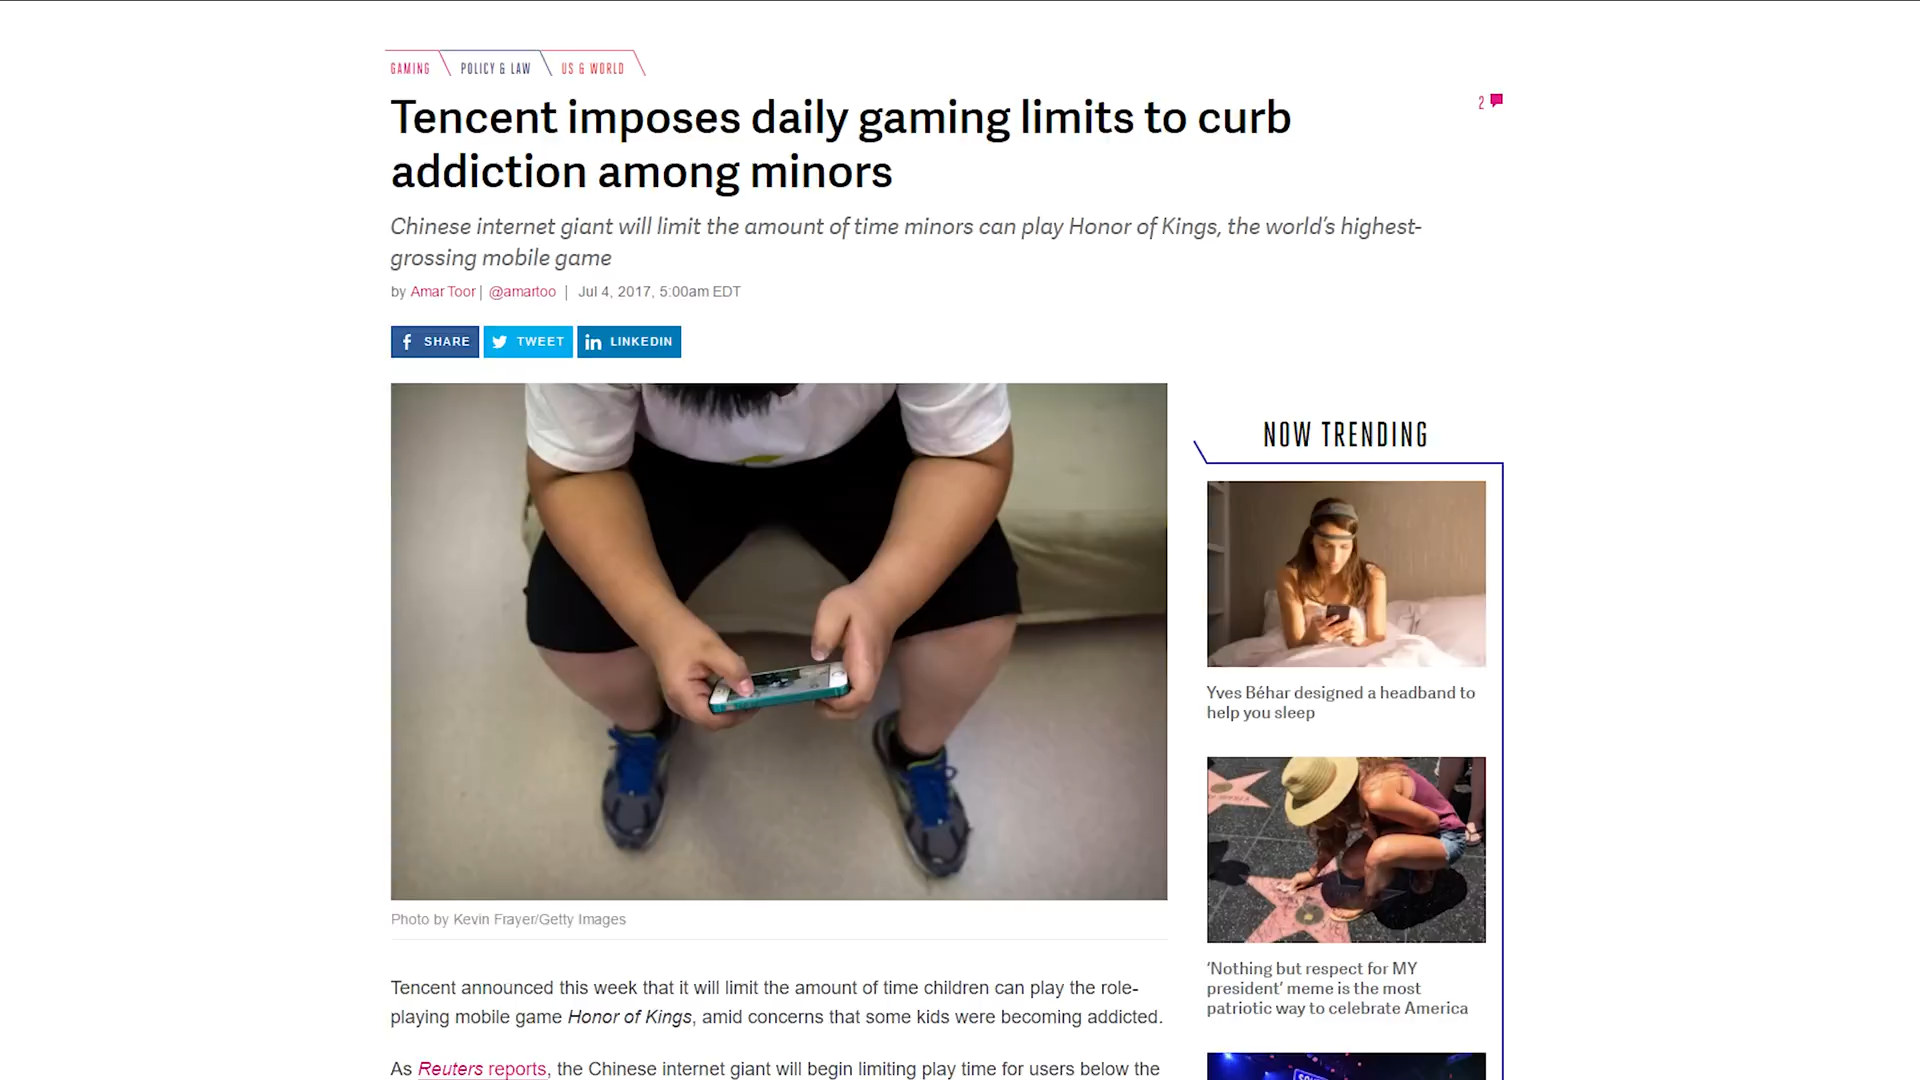 GAMING POLICY & LAW US & WORLD
Tencent imposes daily gaming limits to curb
addiction among minors
2
Chinese internet giant will limit the amount of time minors can play Honor of Kings, the world's highest-
grossing mobile game
by Amar Toor | @amartoo | Jul 4, 2017, 5:00am EDT
SHARE TWEET LINKEDIN
Photo by Kevin Frayer/Getty Images
Tencent announced this week that it will limit the amount of time children can play the role-
playing mobile game Honor of Kings, amid concerns that some kids were becoming addicted.
As Reuters reports, the Chinese internet giant will begin limiting play time for users below the
NOW TRENDING
Yves Béhar designed a headband to
help you sleep
‘Nothing but respect for MY
president’ meme is the most
patriotic way to celebrate America